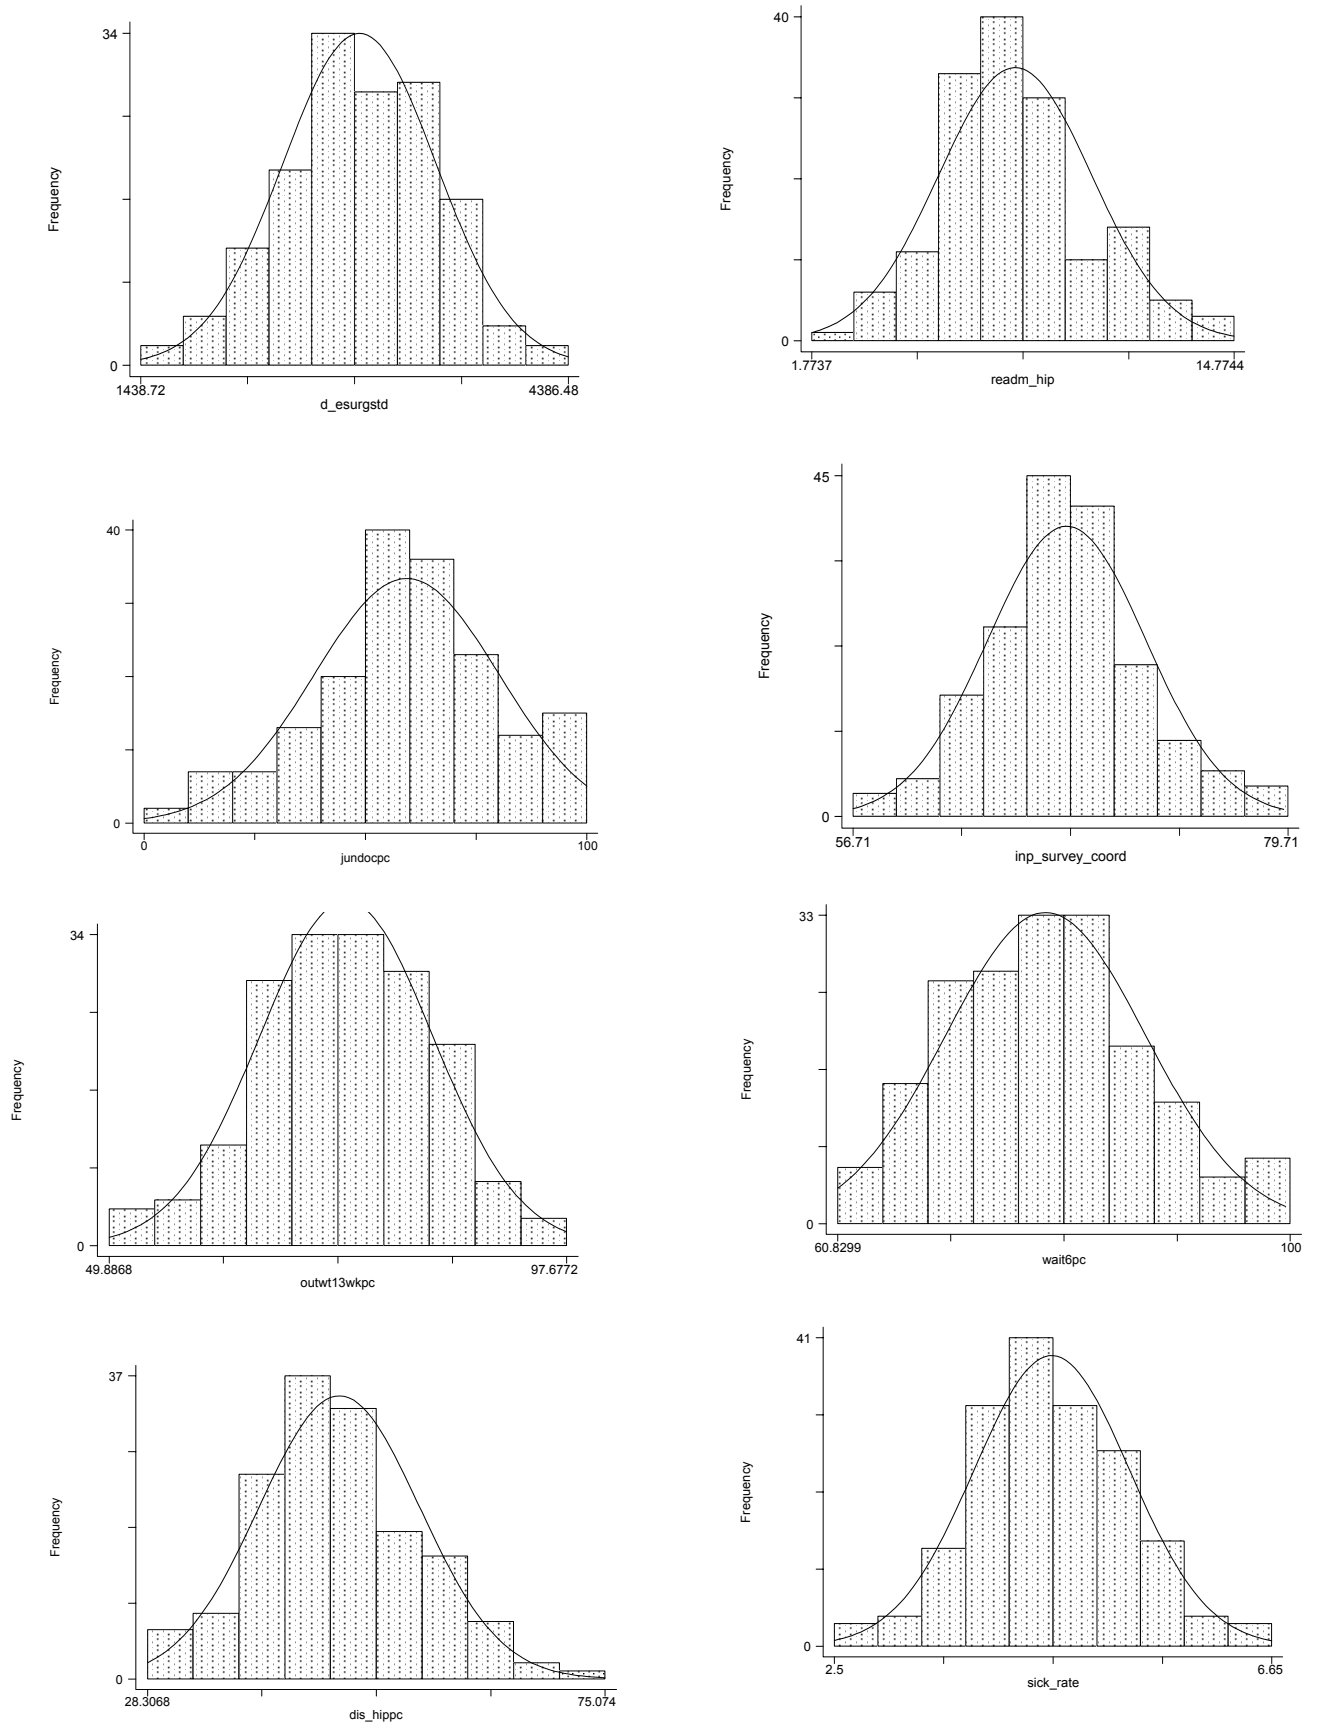 34
Frequency
0
1438.72
4386.48
d_esurgstd
40
Frequency
0
1.7737
14.7744
readm_hip
40
Frequency
0
0
100
jundocpc
45
Frequency
0
56.71
79.71
inp_survey_coord
34
Frequency
0
49.8868
97.6772
outwt13wkpc
33
Frequency
0
60.8299
100
wait6pc
37
Frequency
0
28.3068
75.074
dis_hippc
41
Frequency
0
2.5
6.65
sick_rate